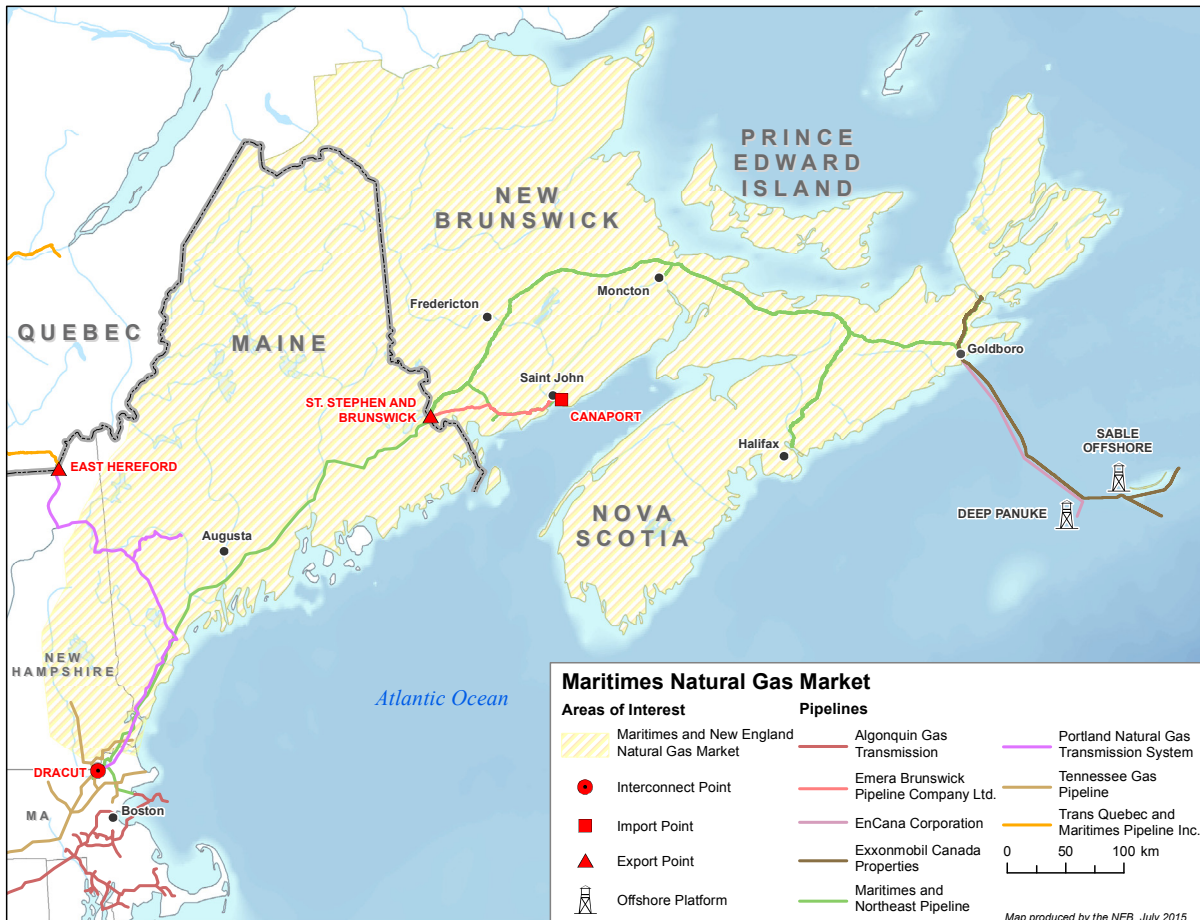 PRINCE
EDWARD
ISLAND
NEW
BRUNSWICK
Moncton
Fredericton
QUEBEC
MAINE
Goldboro
Saint John
ST. STEPHEN AND
BRUNSWICK
CANAPORT
Halifax
SABLE
OFFSHORE
EAST HEREFORD
DEEP PANUKE
NOVA
SCOTIA
Augusta
NEW
HAMPSHIRE
Atlantic Ocean
DRACUT
MA
Boston
Maritimes Natural Gas Market
Areas of Interest
Maritimes and New England
Natural Gas Market
Interconnect Point
Import Point
Export Point
Offshore Platform
Pipelines
Algonquin Gas
Transmission
Emera Brunswick
Pipeline Company Ltd.
EnCana Corporation
Exxonmobil Canada
Properties
Maritimes and
Northeast Pipeline
Portland Natural Gas
Transmission System
Tennessee Gas
Pipeline
Trans Quebec and
Maritimes Pipeline Inc.
0 50 100 km
Map produced by the NEB, July 2015